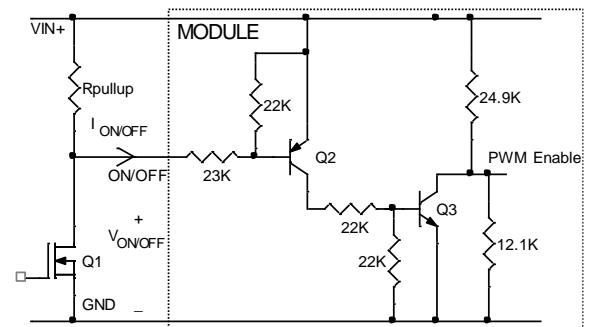 VIN+
MODULE
Rpullup
22K
24.9K
I ON/OFF
ON/OFF
23K
Q2
PWM Enable
22K
Q3
+
V ON/OFF
22K
12.1K
Q1
GND
_